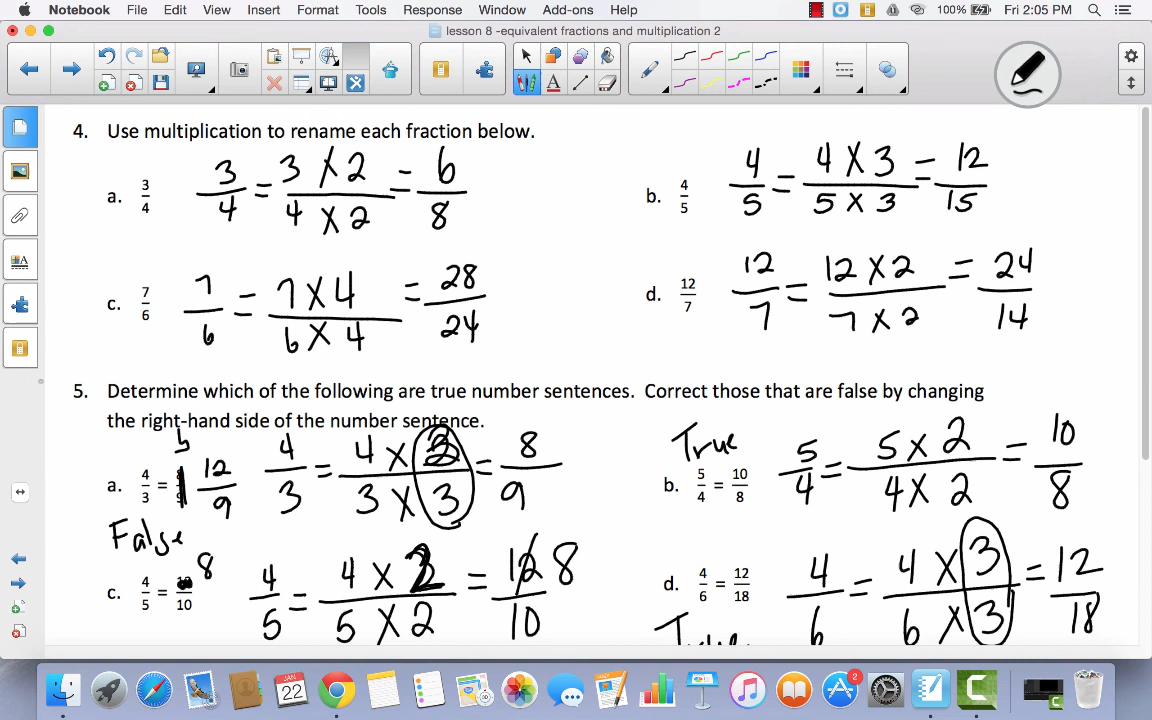 Notebook File Edit View Insert Format Tools Response Window Add-ons Help 100% Fri 2:05 PM
lesson 8 -equivalent fractions and multiplication 2
4. Use multiplication to rename each fraction below.
a. 3/4 3/4 = 3 X 2/4 X 2 = 6/8
b. 4/5 4/5 = 4 X 3/5 X 3 = 12/15
c. 7/6 7/6 = 7 X 4/6 X 4 = 28/24
d. 12/7 12/7 = 12 X 2/7 X 2 = 24/14
5. Determine which of the following are true number sentences. Correct those that are false by changing
the right-hand side of the number sentence.
a. 4/3 = 12/9 4/3 = 4 X 3/3 X 3 = 8/9
False
True
b. 5/4 = 10/8 5/4 = 5 X 2/4 X 2 = 10/8
c. 4/5 = 8/10 4/5 = 4 X 2/5 X 2 = 12/10 8
d. 4/6 = 12/18 4/6 = 4 X 3/6 X 3 = 12/18
True
JAN
22
2